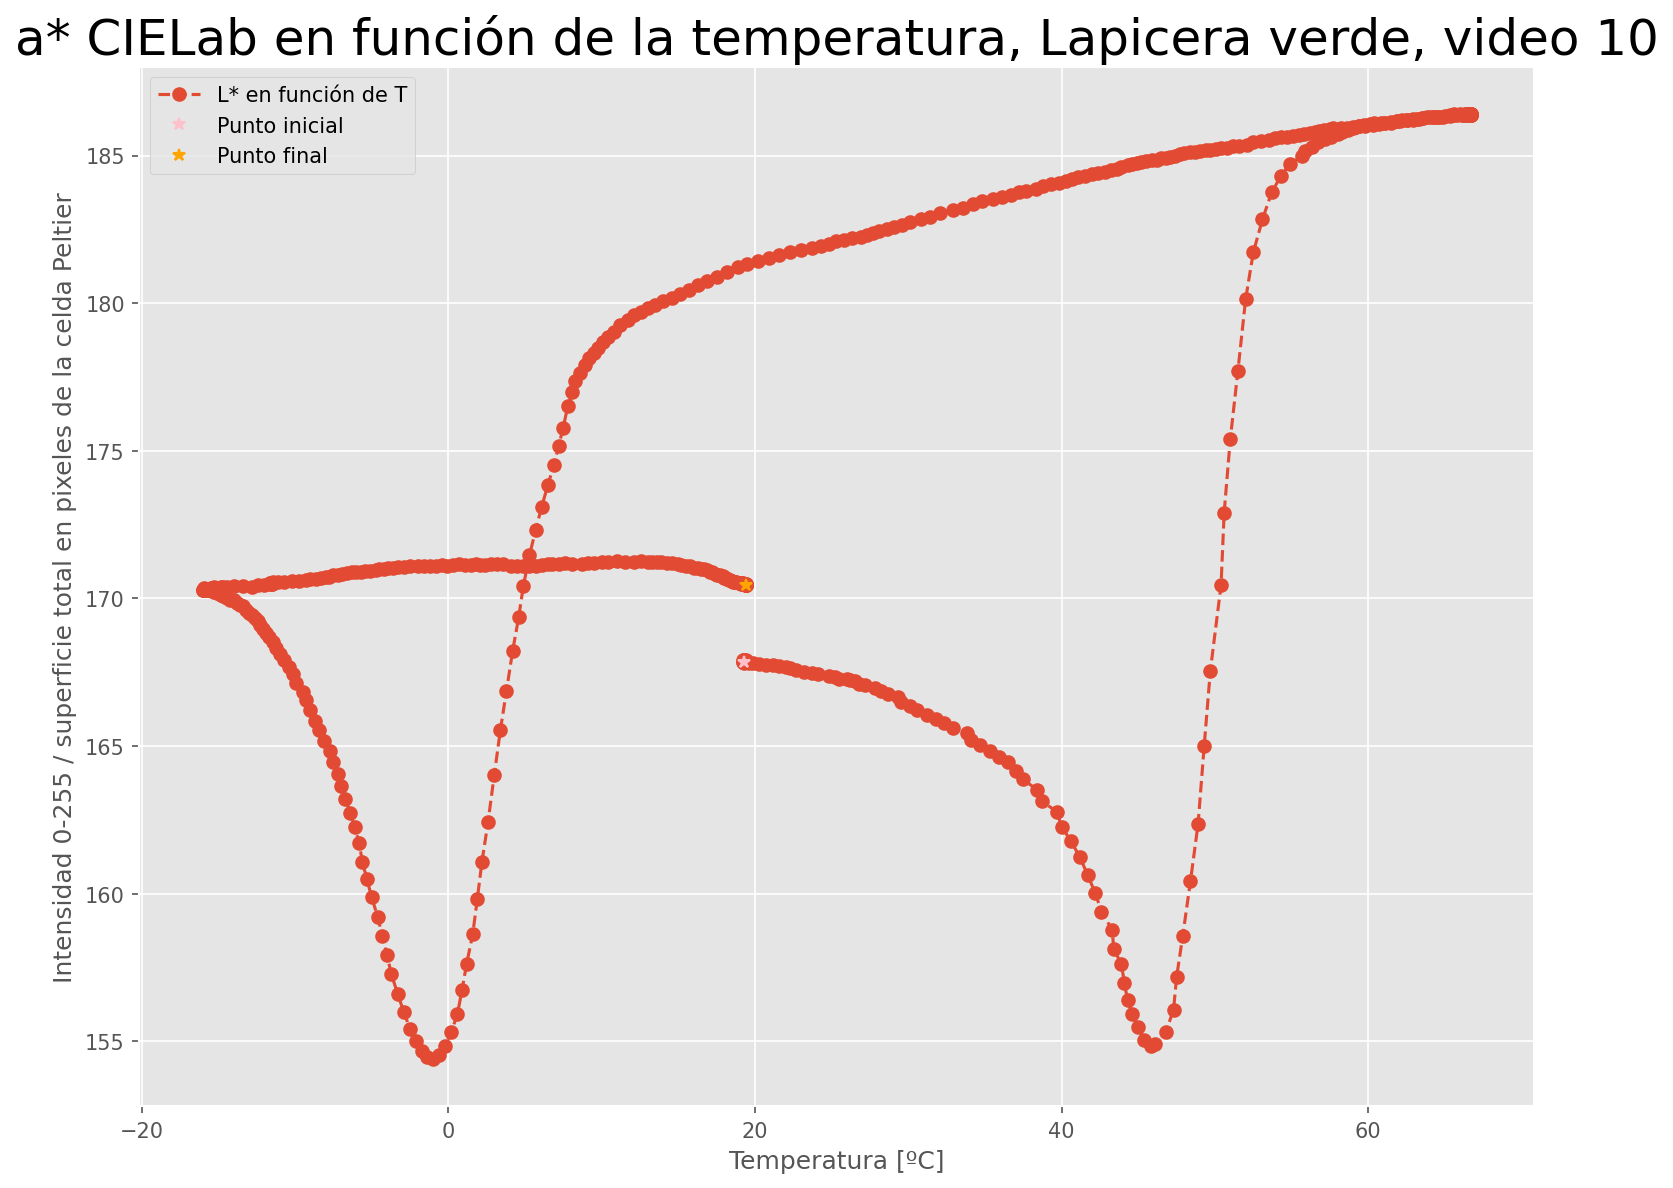 a* CIELab en función de la temperatura, Lapicera verde, video 10
L* en función de T
Punto inicial
Punto final
Intensidad 0-255 / superficie total en pixeles de la celda Peltier
185
180
175
170
165
160
155
−20
0
20
40
60
Temperatura [ºC]